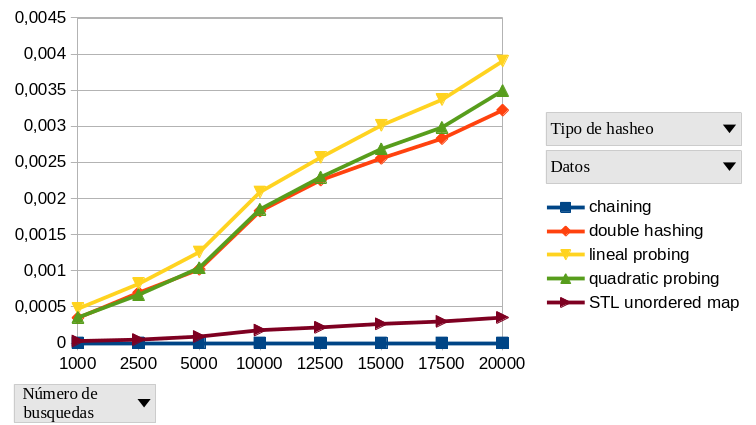 0,0045
0,004
0,0035
0,003
0,0025
0,002
0,0015
0,001
0,0005
0
1000 2500 5000 10000 12500 15000 17500 20000
Número de
busquedas
Tipo de hasheo
Datos
chaining
double hashing
lineal probing
quadratic probing
STL unordered map